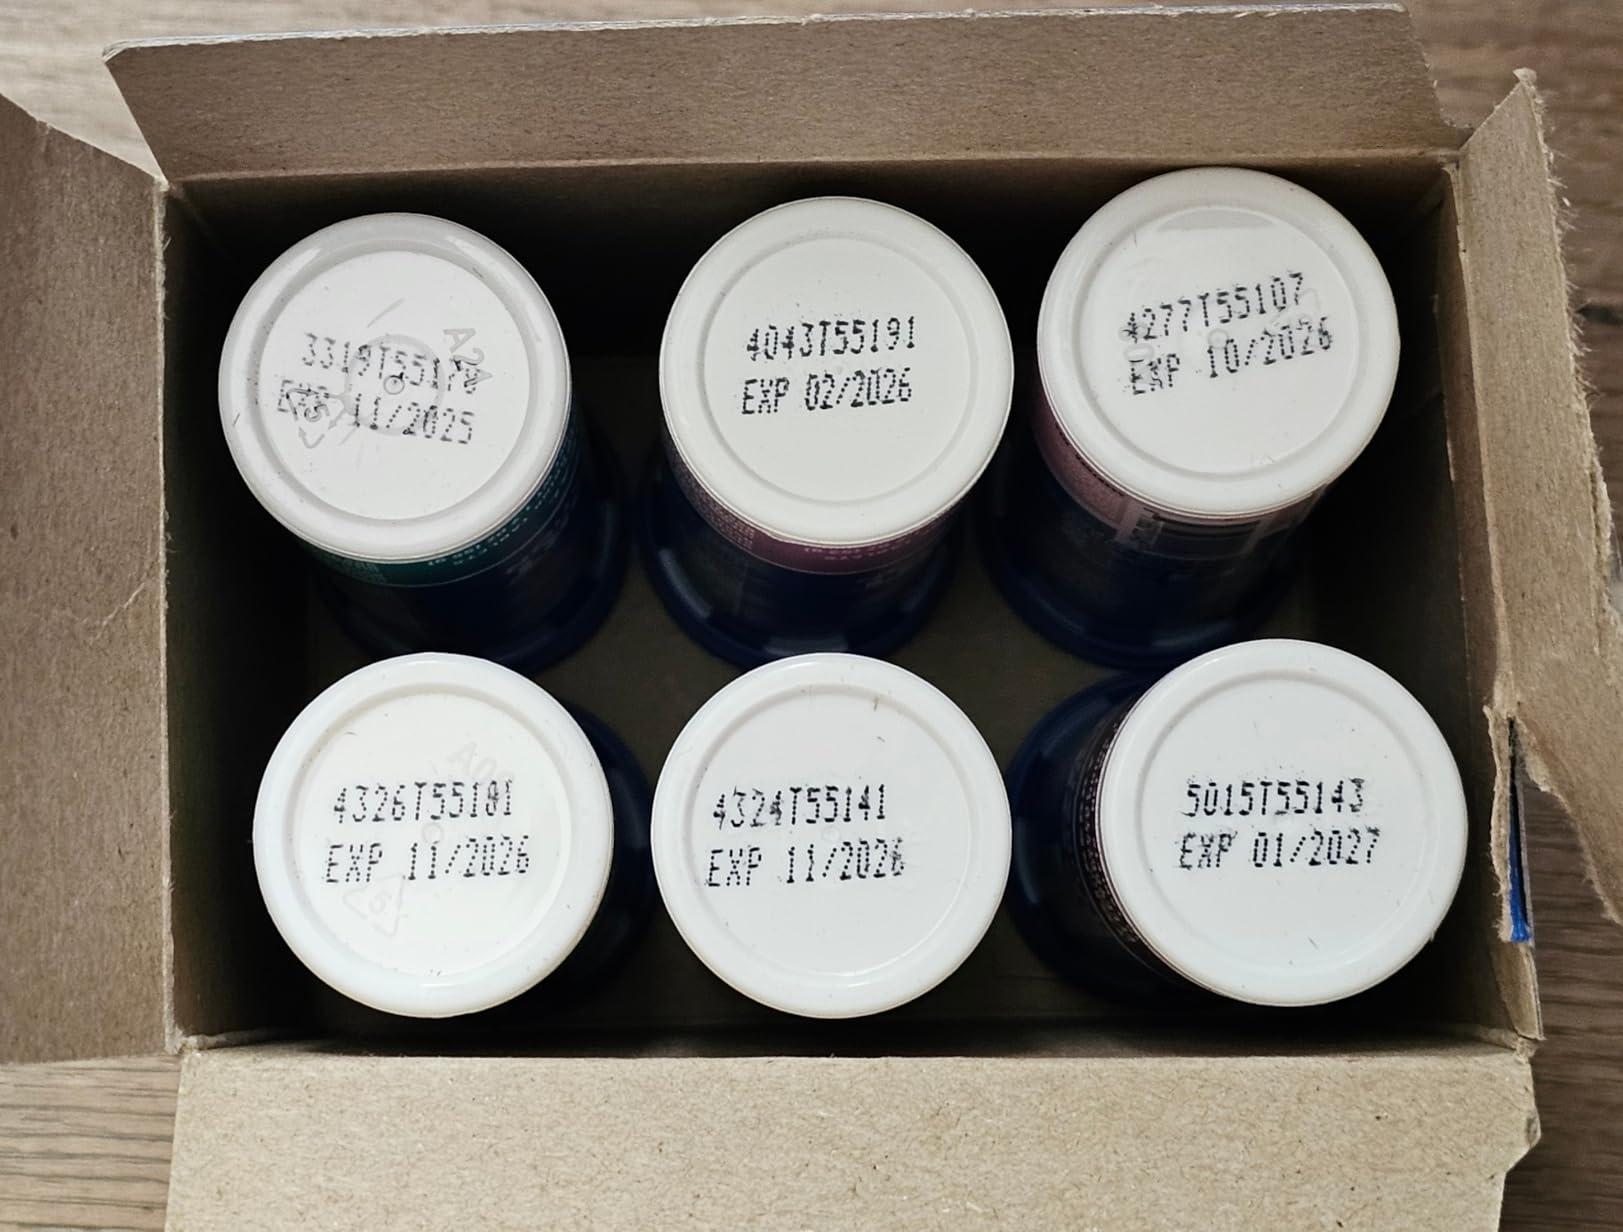 EXP 11/2025
4043T55191
EXP 02/2026
4277T55107
EXP 10/2026
4326T55181
EXP 11/2026
4324T55141
EXP 11/2026
5015T55143
EXP 01/2027